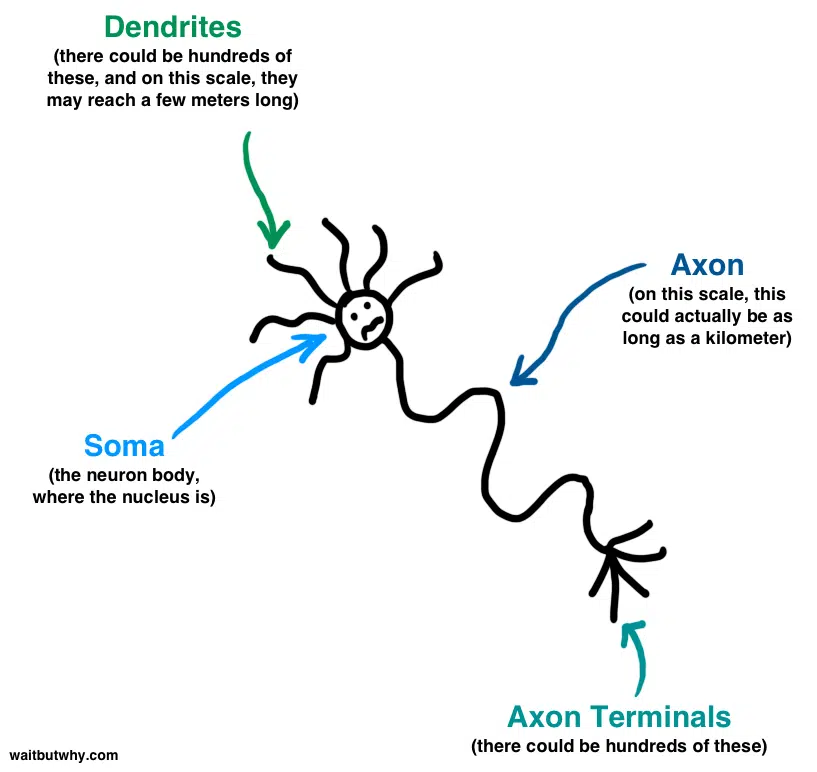 Dendrites
(there could be hundreds of
these, and on this scale, they
may reach a few meters long)
Axon
(on this scale, this
could actually be as
long as a kilometer)
Soma
(the neuron body,
where the nucleus is)
Axon Terminals
(there could be hundreds of these)
waitbutwhy.com